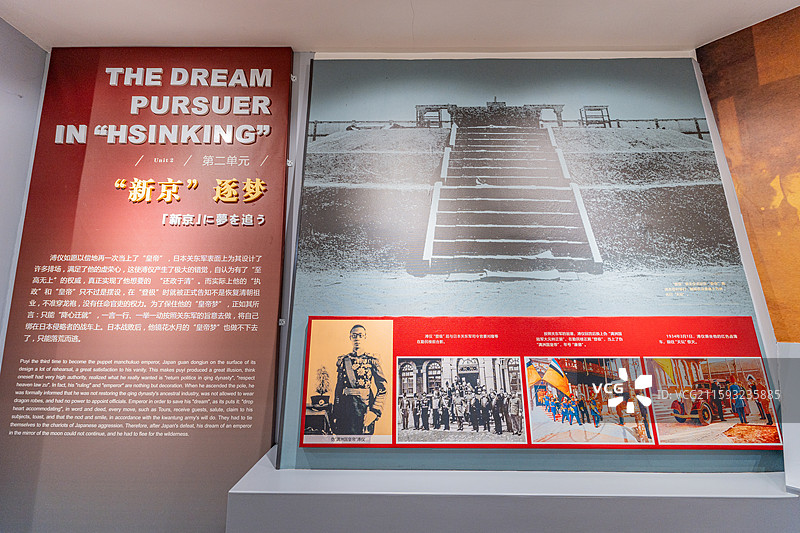 THE DREAM
PURSUER
IN “HSINKING”
/ Unit 2 / 第二单元 /
“新京” 逐梦
「新京」に夢を追う
溥仪如愿以偿地再一次当上了“皇帝”，日本关东军表面上为其设计了
许多排场，满足了他的虚荣心，这使溥仪产生了极大的错觉，自认为有了“至
高无上”的权威，真正实现了他想要的“还政于清”。而实际上他的“执
政”和“皇帝”只不过是摆设，在“登极”时就被正式告知不是恢复清朝祖
业，不准穿龙袍，没有任命官吏的权力。为了保住他的“皇帝梦”，正如其所
言：只能“降心迁就”，一言一行、一举一动按照关东军的旨意去做，将自己
绑在日本侵略者的战车上。日本战败后，他镜花水月的“皇帝梦”也做不下去
了，只能落荒而逃。
Puyi the third time to become the puppet manchukuo emperor, Japan guan dongjun on the surface of its
design a lot of rehearsal, a great satisfaction to his vanity. This makes puyi produced a great illusion, think
oneself had very high authority, realized what he really wanted is "return politics in qing dynasty", "respect
heaven law zu". In fact, his "ruling" and "emperor" are nothing but decoration. When he ascended the pole, he
was formally informed that he was not restoring the qing dynasty's ancestral industry, was not allowed to wear
dragon robes, and had no power to appoint officials. Emperor in order to save his "dream", as its puts it: "drop
heart accommodating", in word and deed, every move, such as Tours, receive guests, salute, claim to his
subjects, toast, and that the nod and smile, in accordance with the kwantung army's will do. They had to tie
themselves to the chariots of Japanese aggression. Therefore, after Japan's defeat, his dream of an emperor
in the mirror of the moon could not continue, and he had to flee for the wilderness.
VCG
VCG211593235885